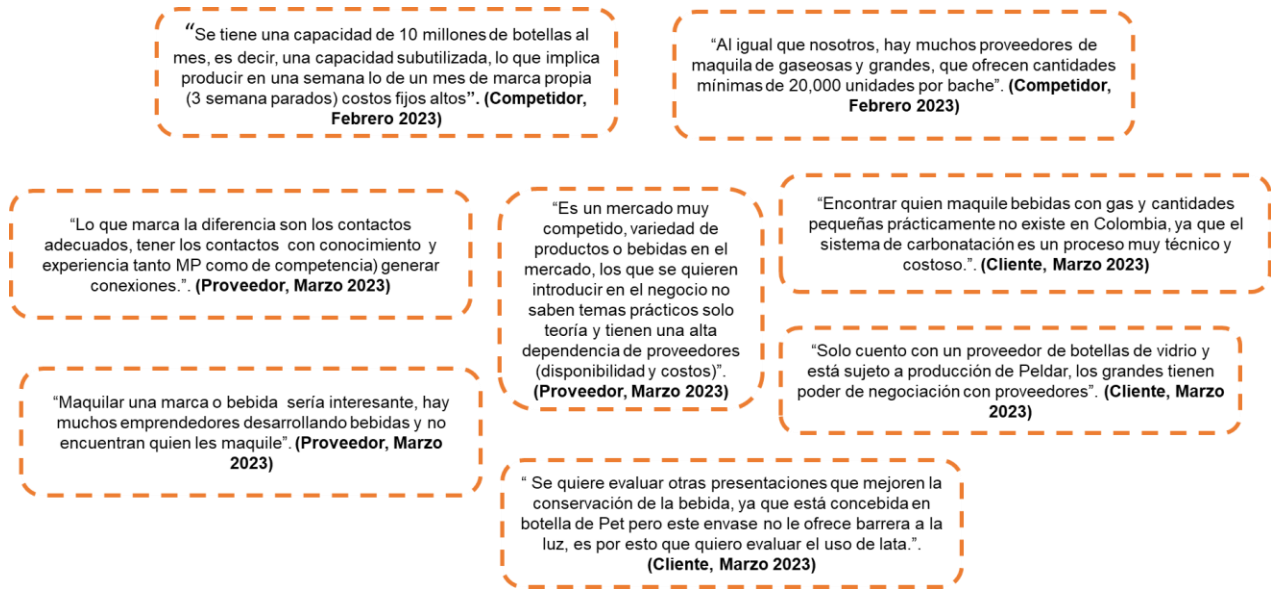 “Se tiene una capacidad de 10 millones de botellas al
mes, es decir, una capacidad subutilizada, lo que implica
producir en una semana lo de un mes de marca propia
(3 semana parados) costos fijos altos”. (Competidor,
Febrero 2023)
“Al igual que nosotros, hay muchos proveedores de
maquila de gaseosas y grandes, que ofrecen cantidades
mínimas de 20,000 unidades por bache”. (Competidor,
Febrero 2023)
“Lo que marca la diferencia son los contactos
adecuados, tener los contactos con conocimiento y
experiencia tanto MP como de competencia) generar
conexiones.”. (Proveedor, Marzo 2023)
“Es un mercado muy
competido, variedad de
productos o bebidas en el
mercado, los que se quieren
introducir en el negocio no
saben temas prácticos solo
teoría y tienen una alta
dependencia de proveedores
(disponibilidad y costos)”.
(Proveedor, Marzo 2023)
“Encontrar quien maquile bebidas con gas y cantidades
pequeñas prácticamente no existe en Colombia, ya que el
sistema de carbonatación es un proceso muy técnico y
costoso.”. (Cliente, Marzo 2023)
“Solo cuento con un proveedor de botellas de vidrio y
está sujeto a producción de Peldar, los grandes tienen
poder de negociación con proveedores”. (Cliente, Marzo
2023)
“Maquilar una marca o bebida sería interesante, hay
muchos emprendedores desarrollando bebidas y no
encuentran quien les maquile”. (Proveedor, Marzo
2023)
“ Se quiere evaluar otras presentaciones que mejoren la
conservación de la bebida, ya que está concebida en
botella de Pet pero este envase no le ofrece barrera a la
luz, es por esto que quiero evaluar el uso de lata.”.
(Cliente, Marzo 2023)